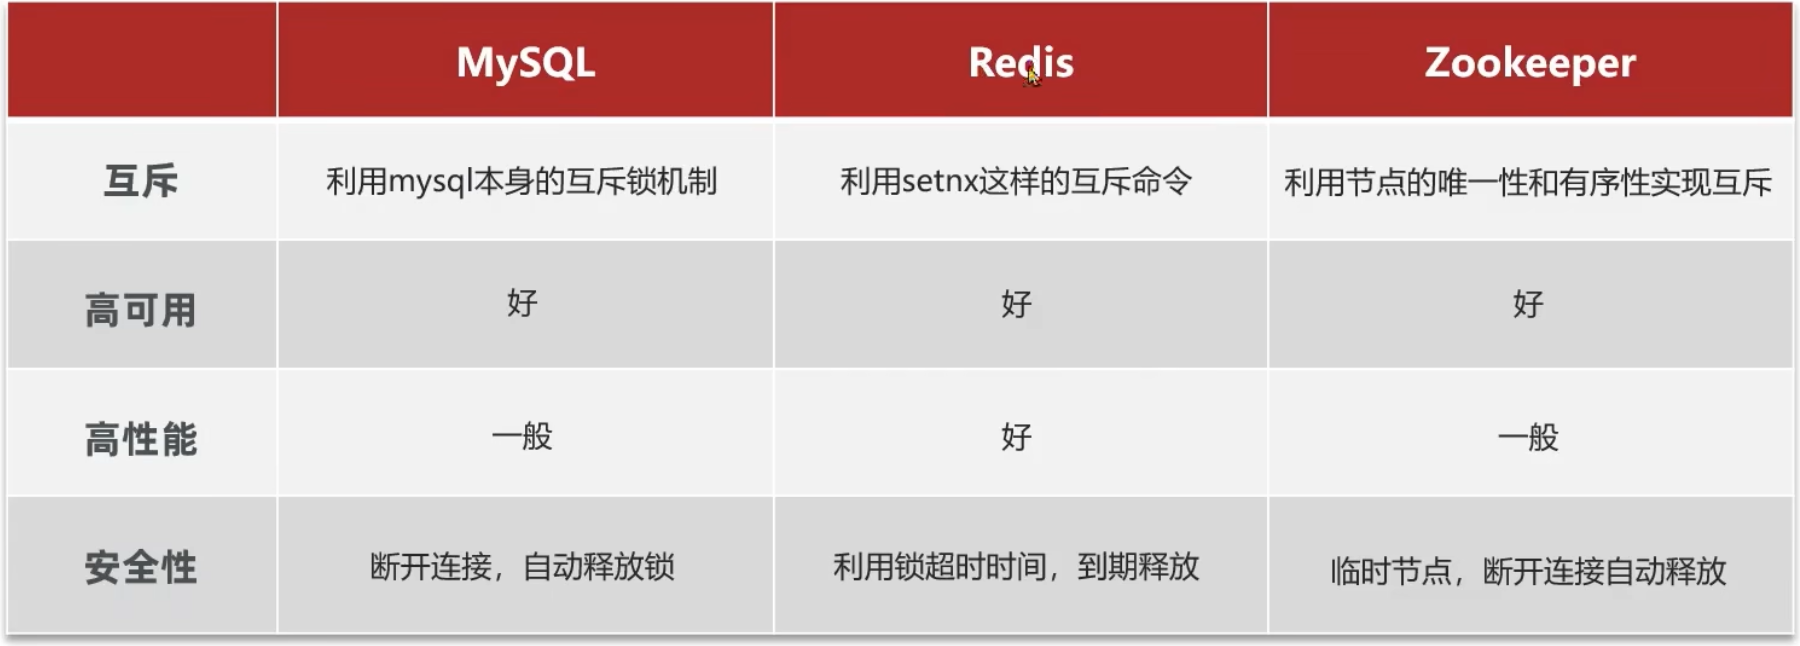 MySQL Redis Zookeeper
互斥 利用mysql本身的互斥锁机制 利用setnx这样的互斥命令 利用节点的唯一性和有序性实现互斥
高可用 好 好 好
高性能 一般 好 一般
安全性 断开连接，自动释放锁 利用锁超时时间，到期释放 临时节点，断开连接自动释放